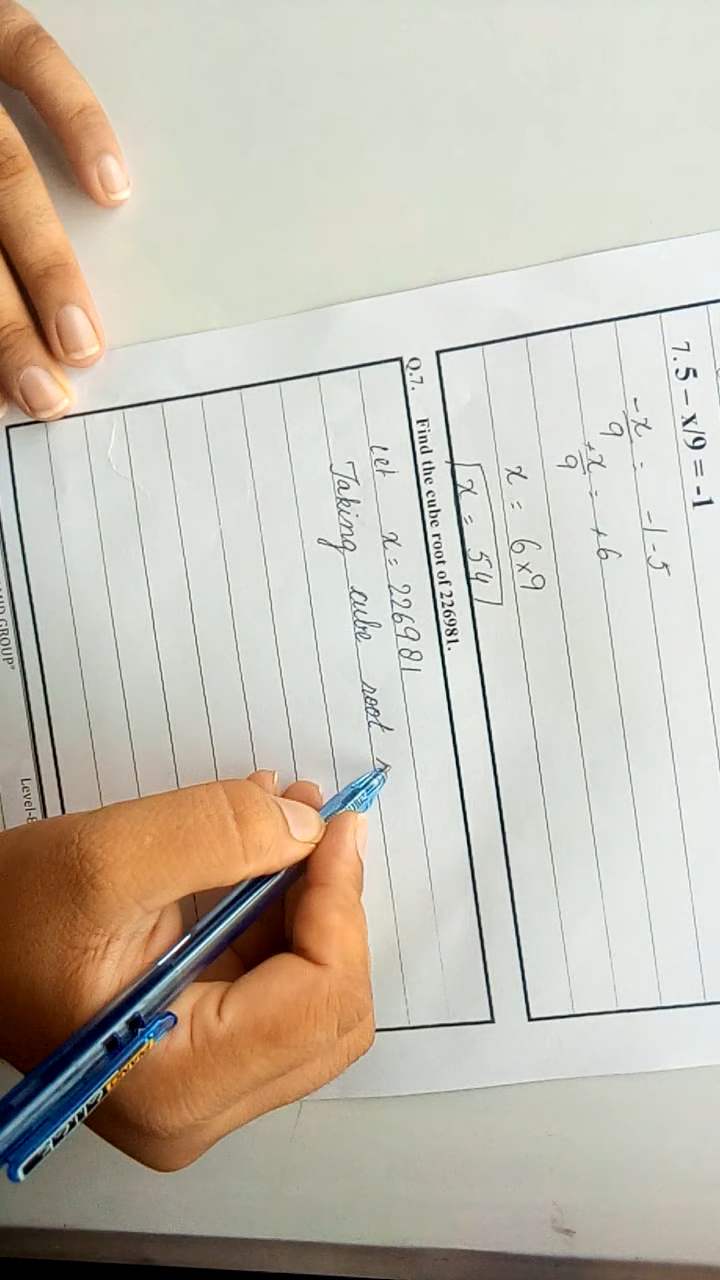 7. 5 – x/9 = -1
-x/9 = -1-5
+x/9 = +6
x = 6×9
x = 54
Q.7. Find the cube root of 226981.
Let x = 226981
Taking cube root
GROUP"